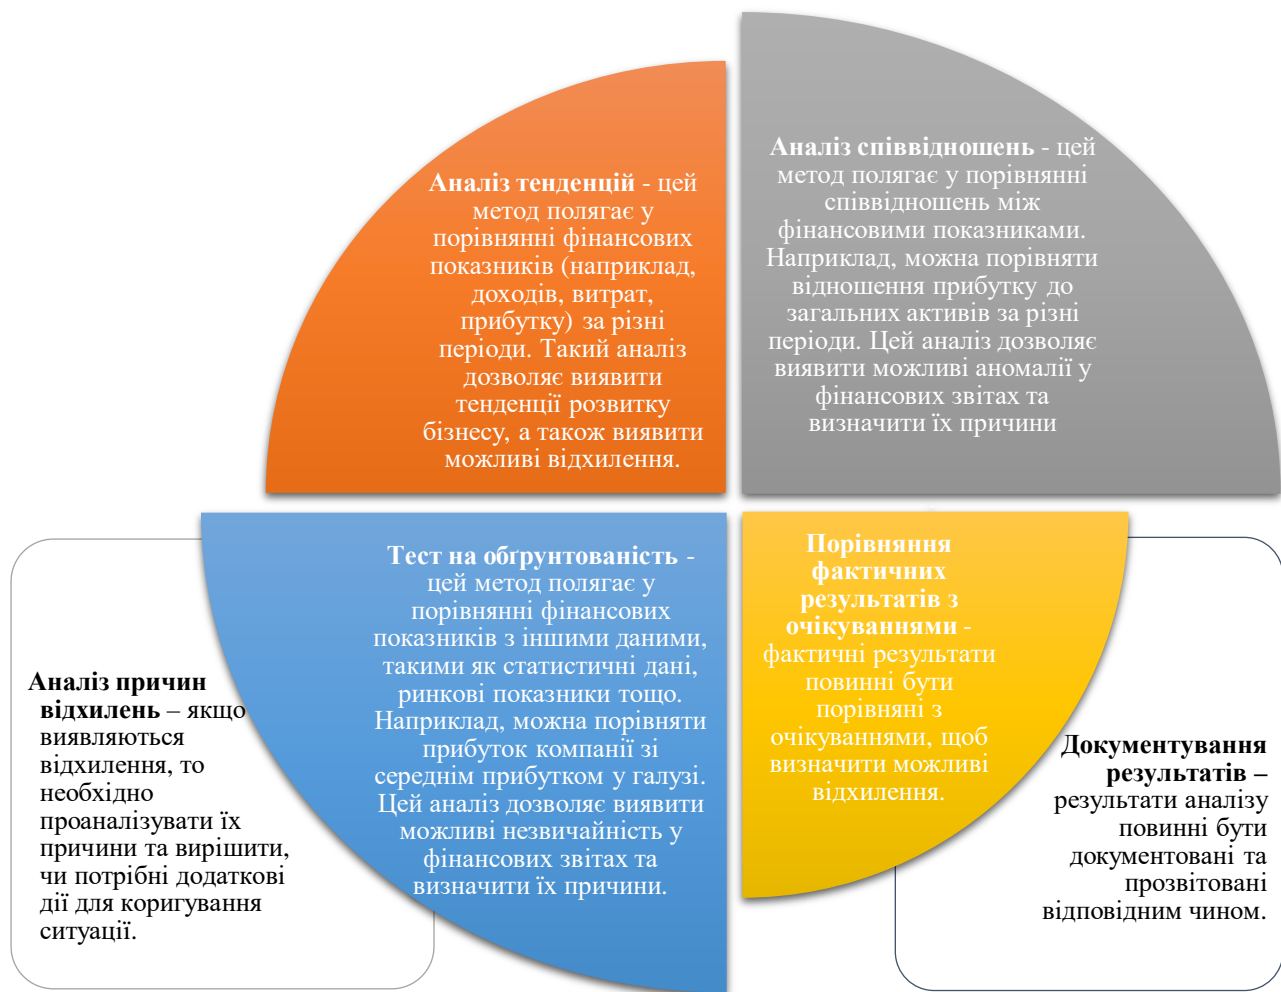 Аналіз тенденцій - цей
метод полягає у
порівнянні фінансових
показників (наприклад,
доходів, витрат,
прибутку) за різні
періоди. Такий аналіз
дозволяє виявити
тенденції розвитку
бізнесу, а також виявити
можливі відхилення.
Аналіз співвідношень - цей
метод полягає у порівнянні
співвідношень між
фінансовими показниками.
Наприклад, можна порівняти
відношення прибутку до
загальних активів за різні
періоди. Цей аналіз дозволяє
виявити можливі аномалії у
фінансових звітах та
визначити їх причини
Тест на обґрунтованість -
цей метод полягає у
порівнянні фінансових
показників з іншими даними,
такими як статистичні дані,
ринкові показники тощо.
Наприклад, можна порівняти
прибуток компанії зі
середнім прибутком у галузі.
Цей аналіз дозволяє виявити
можливі незвичайність у
фінансових звітах та
визначити їх причини.
Порівняння
фактичних
результатів з
очікуваннями -
фактичні результати
повинні бути
порівняні з
очікуваннями, щоб
визначити можливі
відхилення.
Аналіз причин
відхилень – якщо
виявляються
відхилення, то
необхідно
проаналізувати їх
причини та вирішити,
чи потрібні додаткові
дії для коригування
ситуації.
Документування
результатів –
результати аналізу
повинні бути
документовані та
прозвітовані
відповідним чином.